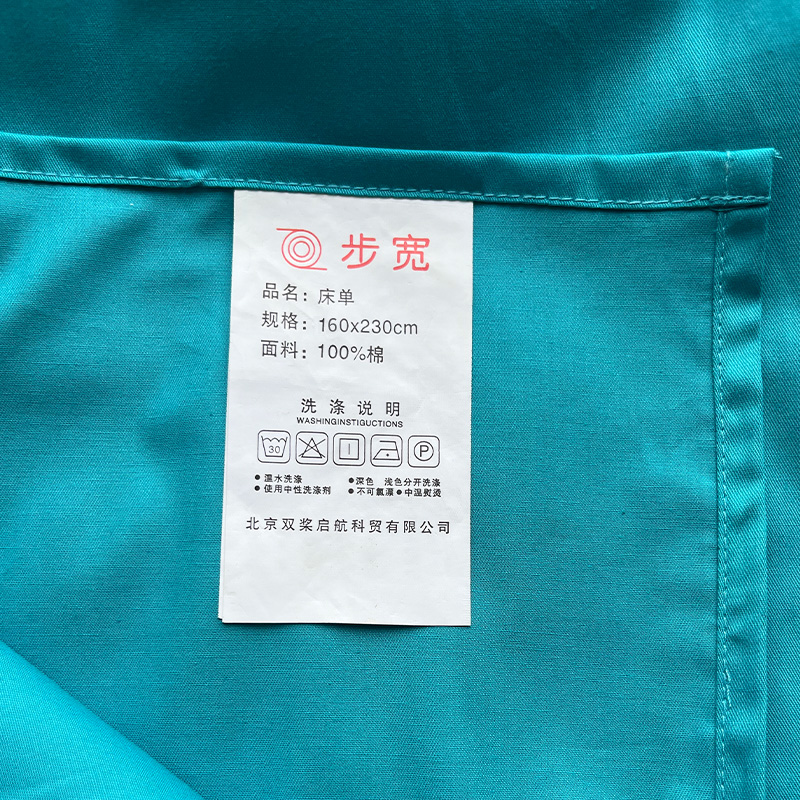 步宽
品名：床单
规格：160x230cm
面料：100%棉
洗涤说明
WASHINGINSTIGUCTIONS
30 P
●温水洗涤 ●深色 浅色分开洗涤
●使用中性洗涤剂 ●不可氯漂 ●中温熨烫
北京双桨启航科贸有限公司